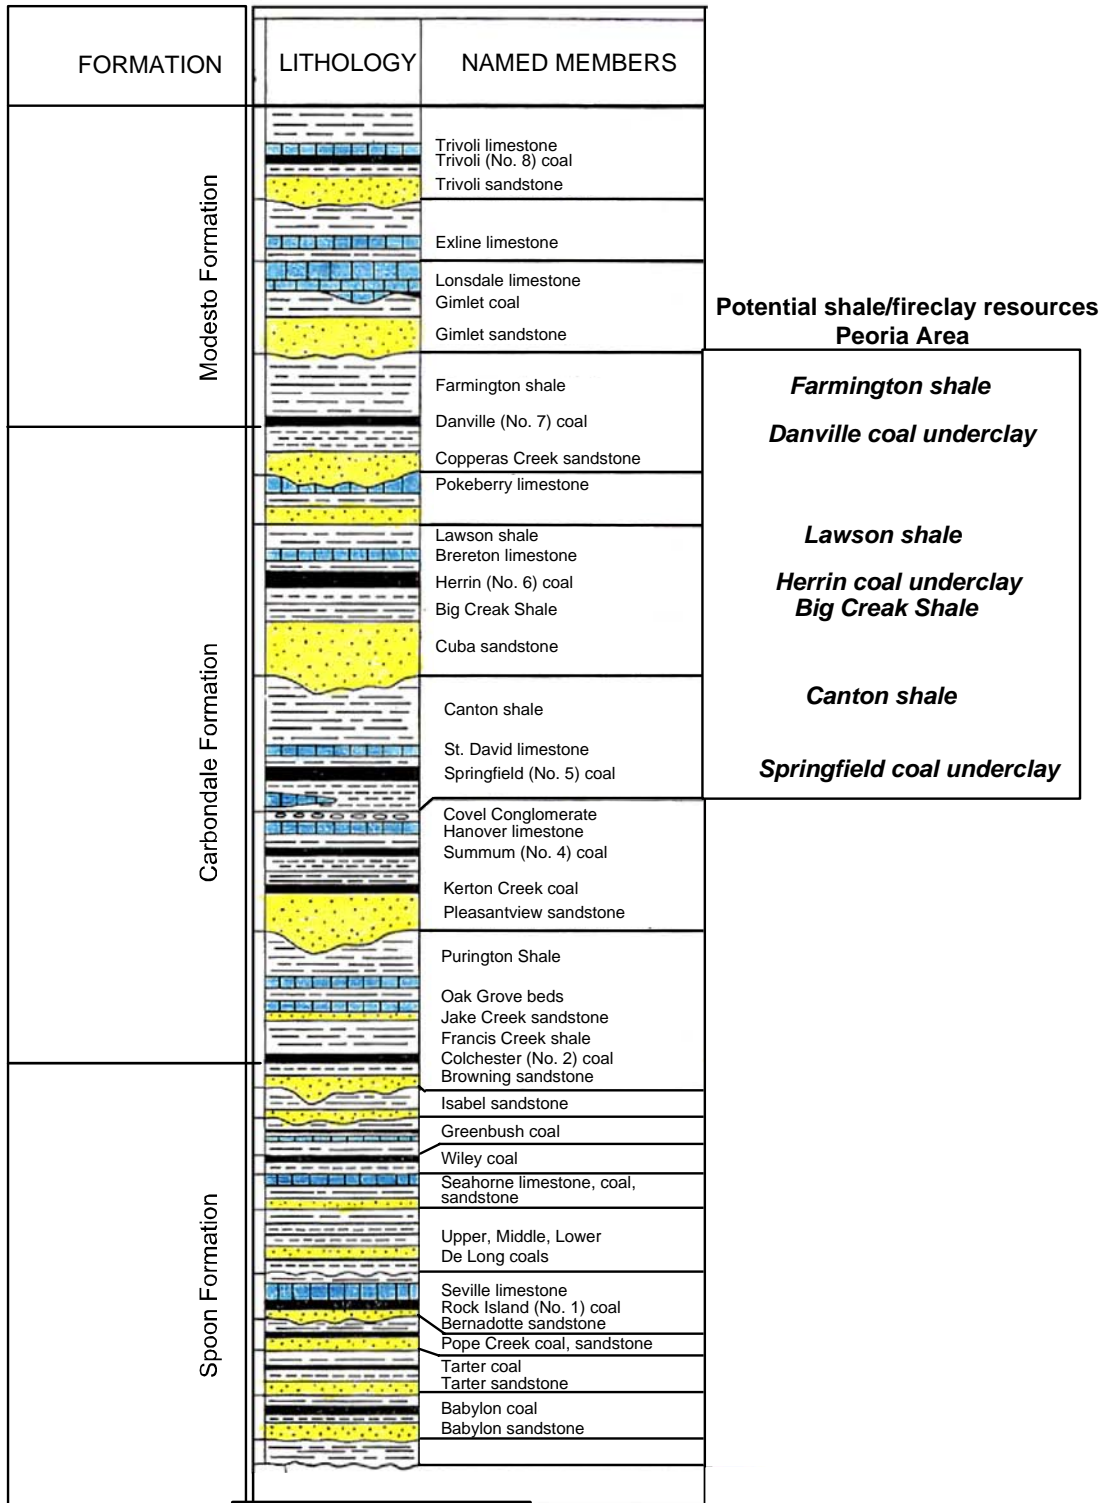 FORMATION
LITHOLOGY
NAMED MEMBERS
Modesto Formation
Trivoli limestone
Trivoli (No. 8) coal
Trivoli sandstone
Exline limestone
Lonsdale limestone
Gimlet coal
Gimlet sandstone
Farmington shale
Danville (No. 7) coal
Carbondale Formation
Copperas Creek sandstone
Pokeberry limestone
Lawson shale
Brereton limestone
Herrin (No. 6) coal
Big Creak Shale
Cuba sandstone
Canton shale
St. David limestone
Springfield (No. 5) coal
Covel Conglomerate
Hanover limestone
Summum (No. 4) coal
Kerton Creek coal
Pleasantview sandstone
Purington Shale
Oak Grove beds
Jake Creek sandstone
Francis Creek shale
Colchester (No. 2) coal
Spoon Formation
Browning sandstone
Isabel sandstone
Greenbush coal
Wiley coal
Seahorne limestone, coal,
sandstone
Upper, Middle, Lower
De Long coals
Seville limestone
Rock Island (No. 1) coal
Bernadotte sandstone
Pope Creek coal, sandstone
Tarter coal
Tarter sandstone
Babylon coal
Babylon sandstone
Potential shale/fireclay resources
Peoria Area
Farmington shale
Danville coal underclay
Lawson shale
Herrin coal underclay
Big Creak Shale
Canton shale
Springfield coal underclay